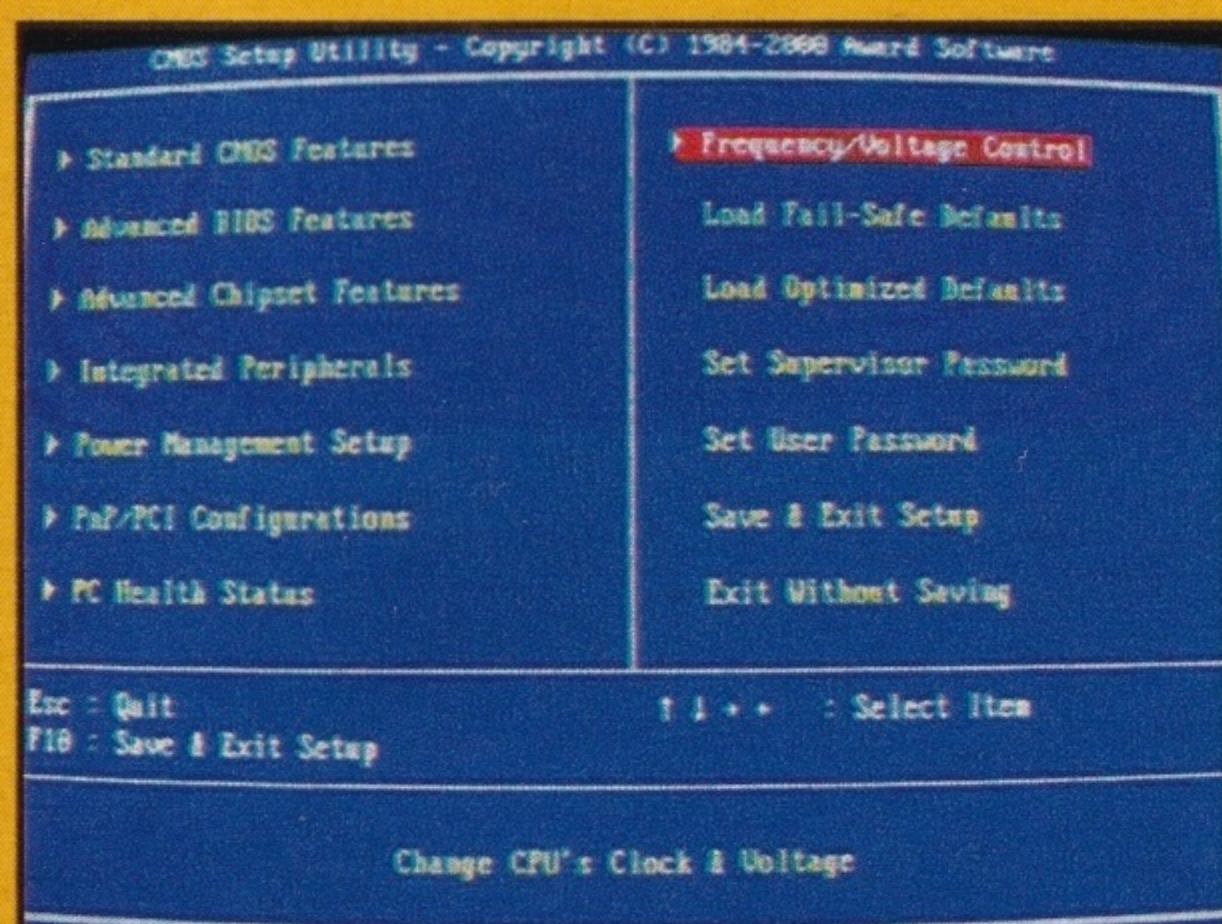 CMOS Setup Utility - Copyright (C) 1984-2000 Award Software
Standard CMOS Features
Advanced BIOS Features
Advanced Chipset Features
Integrated Peripherals
Power Management Setup
PnP/PCI Configurations
PC Health Status
Frequency/Voltage Control
Load Fail-Safe Defaults
Load Optimized Defaults
Set Supervisor Password
Set User Password
Save & Exit Setup
Exit Without Saving
Esc : Quit
F10 : Save & Exit Setup
↑ ↓ → ← : Select Item
Change CPU's Clock & Voltage